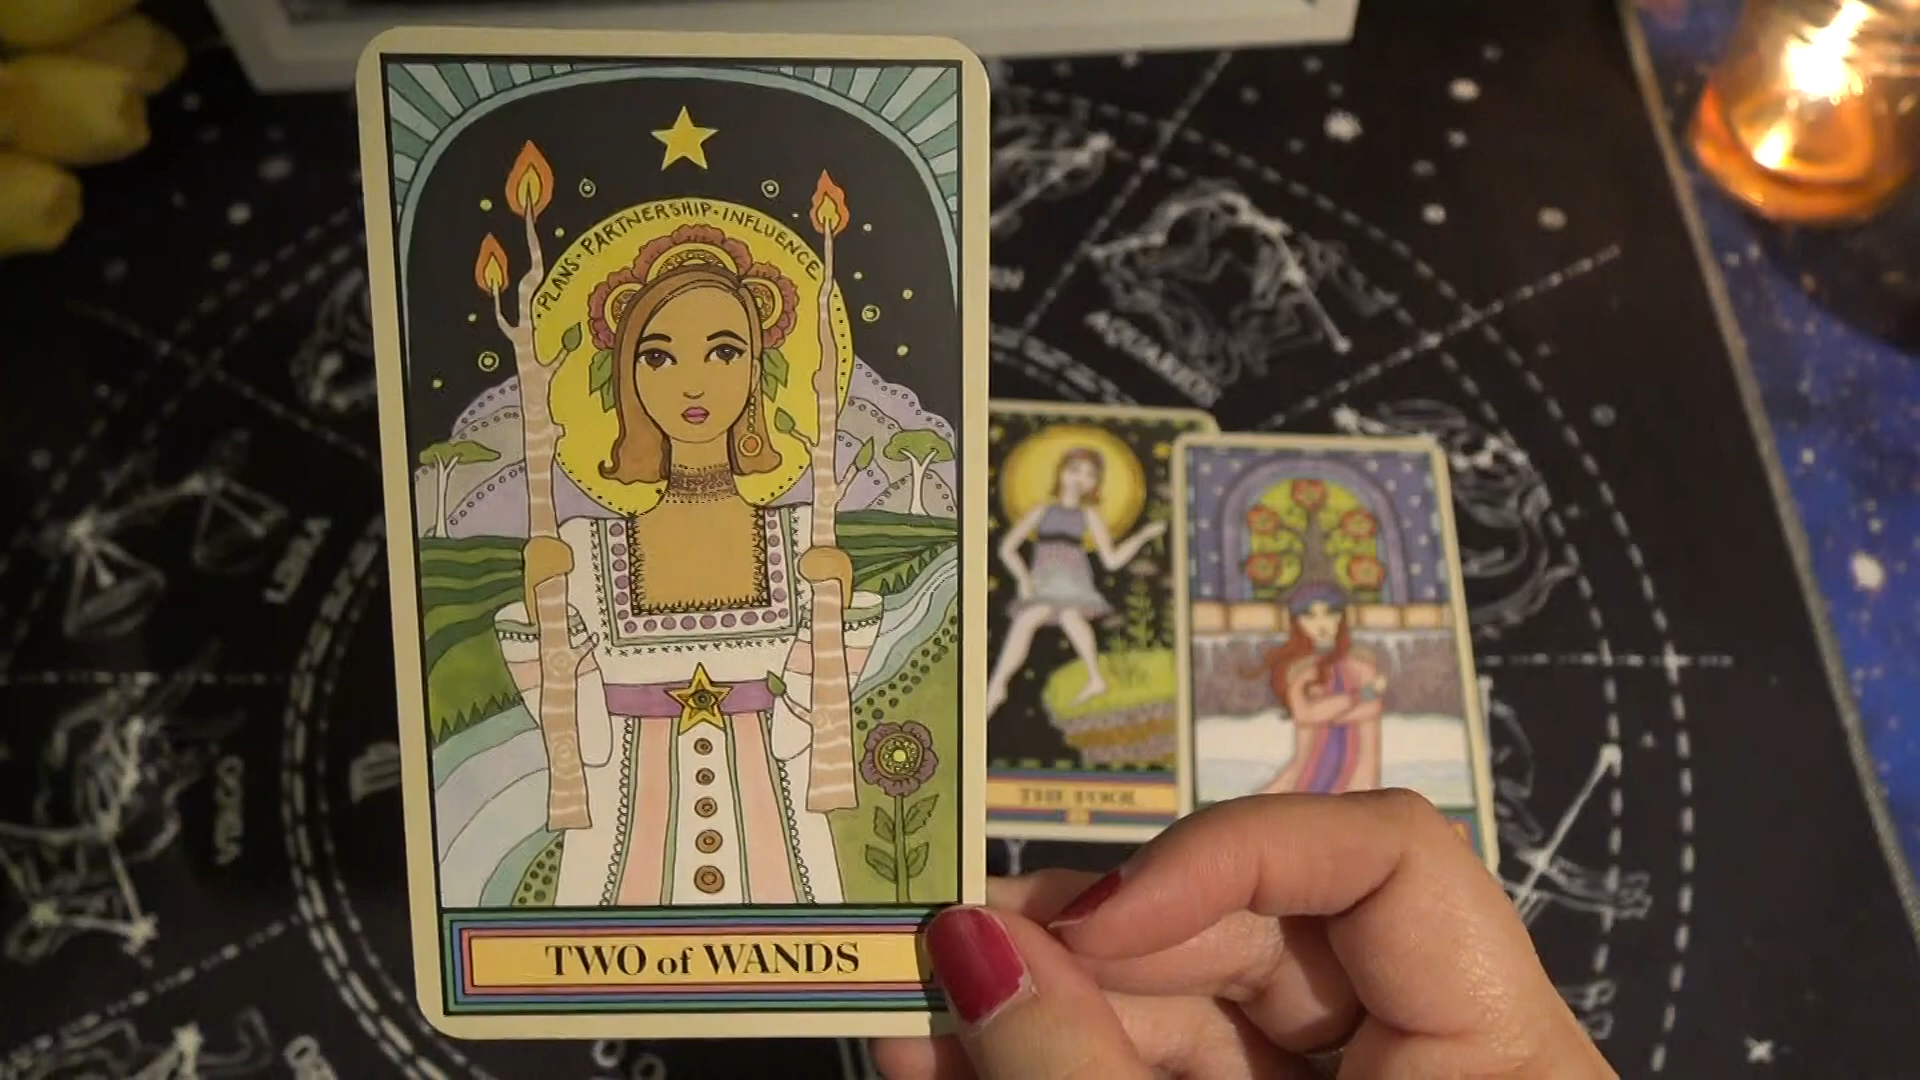 PLANS · PARTNERSHIP · INFLUENCE
TWO of WANDS
AQUARIUS
LIBRA
THE FOOL